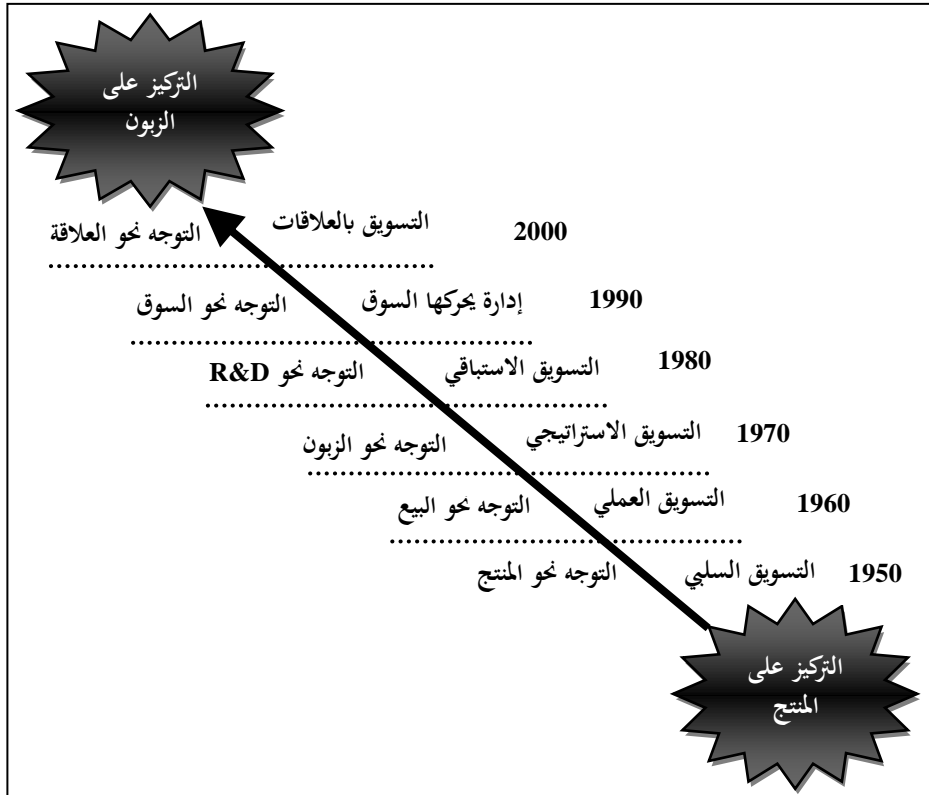 التركيز على
الزبون
2000 التسويق بالعلاقات التوجه نحو العلاقة
1990 إدارة يحركها السوق التوجه نحو السوق
1980 التسويق الاستباقي التوجه نحو R&D
1970 التسويق الاستراتيجي التوجه نحو الزبون
1960 التسويق العملي التوجه نحو البيع
1950 التسويق السلبي التوجه نحو المنتج
التركيز على
المنتج